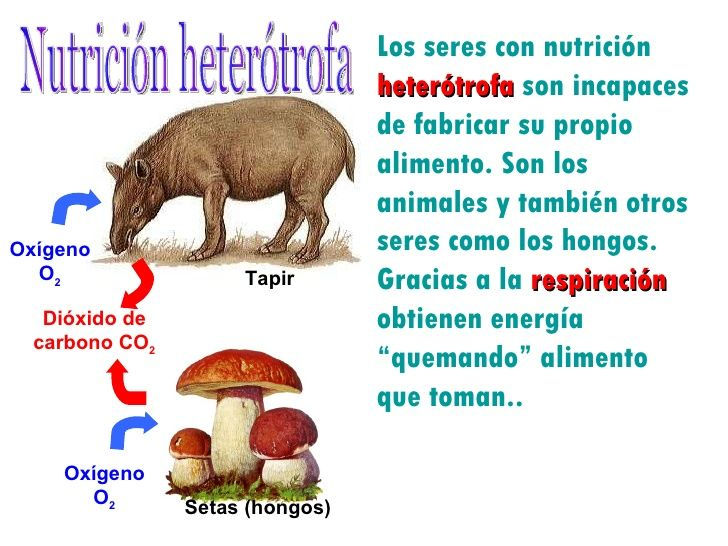 Nutrición heterótrofa
Los seres con nutrición
heterótrofa son incapaces
de fabricar su propio
alimento. Son los
animales y también otros
seres como los hongos.
Gracias a la respiración
obtienen energía
“quemando” alimento
que toman..
Oxígeno
O2
Tapir
Dióxido de
carbono CO2
Oxígeno
O2
Setas (hongos)